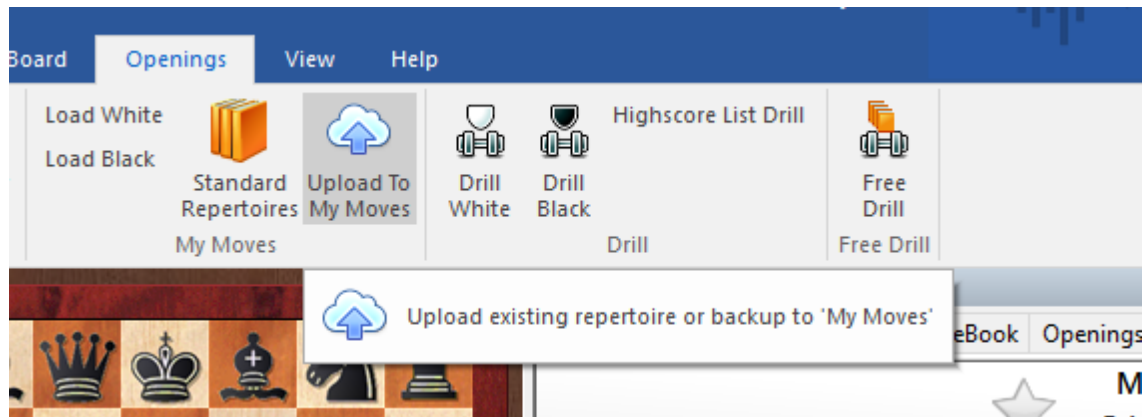 Board Openings View Help
Load White
Load Black
Standard
Repertoires
Upload To
My Moves
My Moves
Drill
White
Drill
Black
Highscore List Drill
Drill
Free
Drill
Free Drill
Upload existing repertoire or backup to 'My Moves'
eBook Openings
M